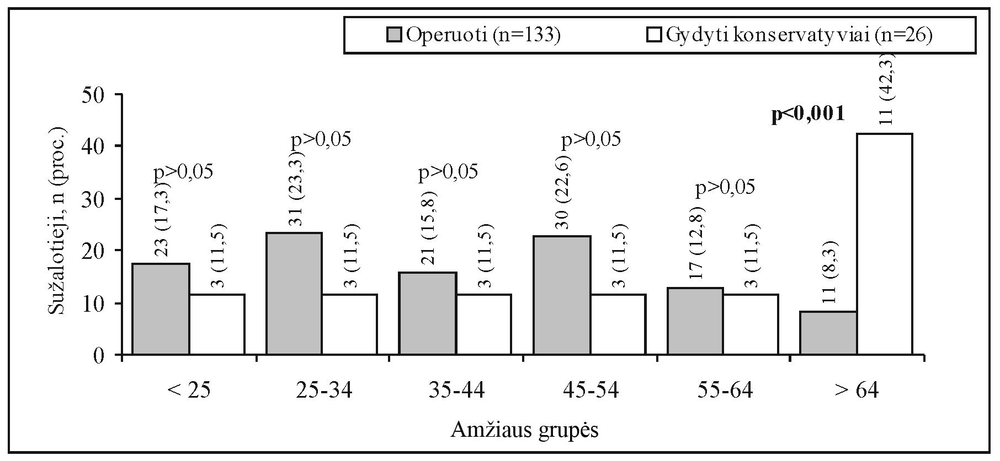 Operuoti (n=133)
Gydyti konservatyviai (n=26)
Sužalotieji, n (proc.)
50
40
30
20
10
0
p>0,05
23 (17,3)
3 (11,5)
p>0,05
31 (23,3)
3 (11,5)
p>0,05
21 (15,8)
3 (11,5)
p>0,05
30 (22,6)
3 (11,5)
p>0,05
17 (12,8)
3 (11,5)
p<0,001
11 (8,3)
11 (42,3)
< 25
25-34
35-44
45-54
55-64
> 64
Amžiaus grupės